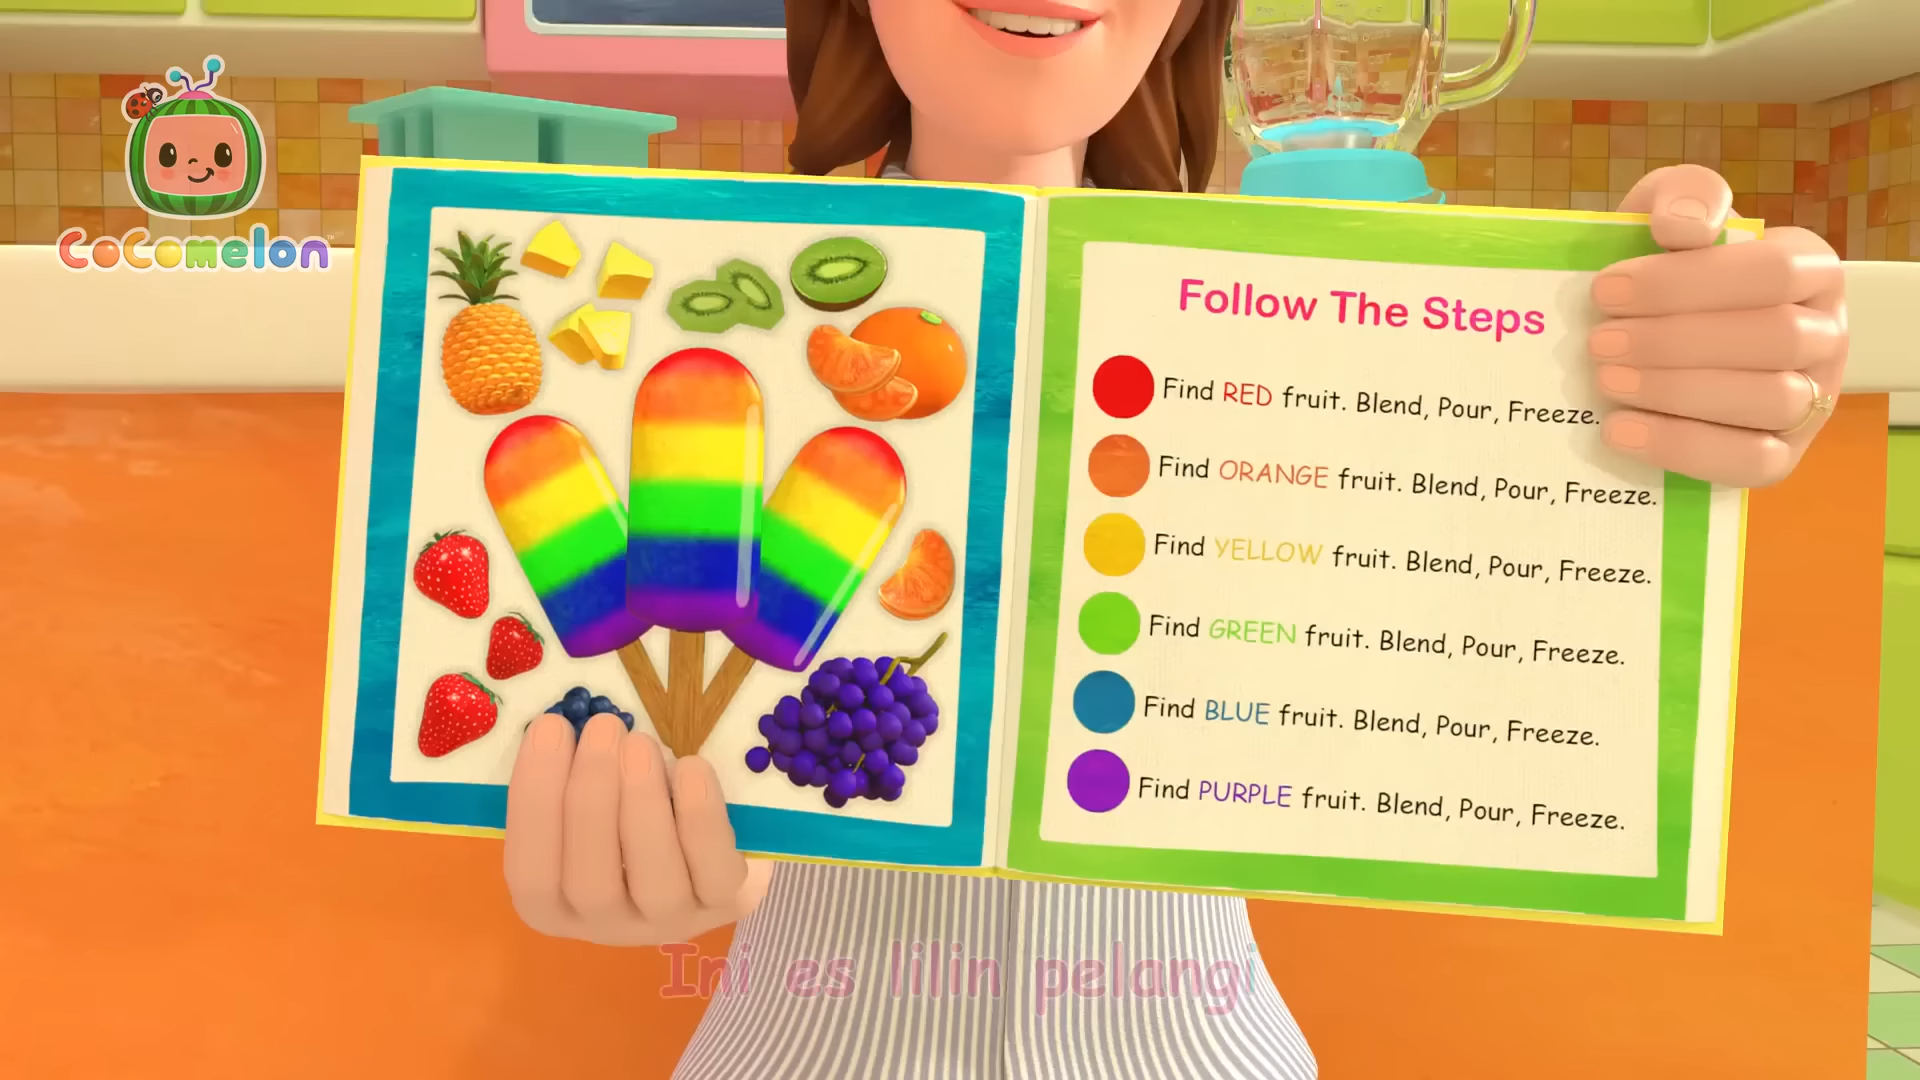 CoComelon
Follow The Steps
Find RED fruit. Blend, Pour, Freeze.
Find ORANGE fruit. Blend, Pour, Freeze.
Find YELLOW fruit. Blend, Pour, Freeze.
Find GREEN fruit. Blend, Pour, Freeze.
Find BLUE fruit. Blend, Pour, Freeze.
Find PURPLE fruit. Blend, Pour, Freeze.
Ini es lilin pelangi